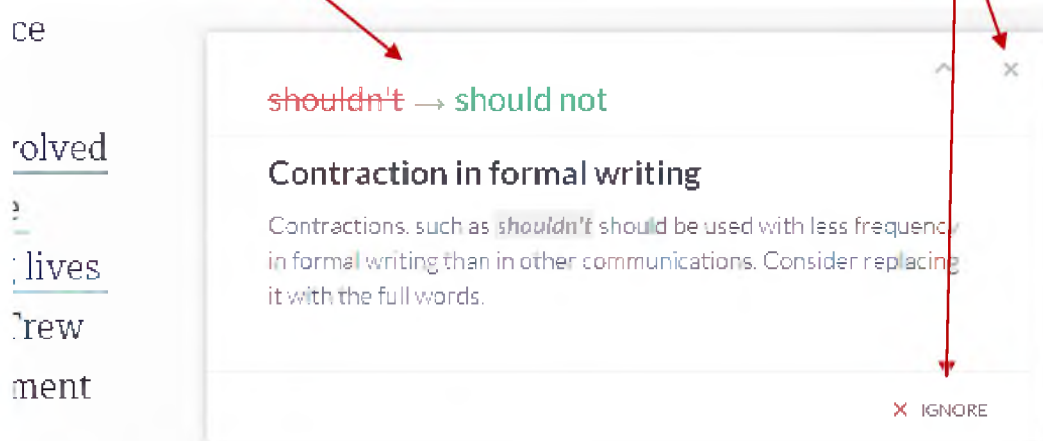 ce
shouldn't → should not
rolved
Contraction in formal writing
Contractions, such as shouldn't should be used with less frequency
in formal writing than in other communications. Consider replacing
it with the full words.
lives
Trew
ment
× IGNORE